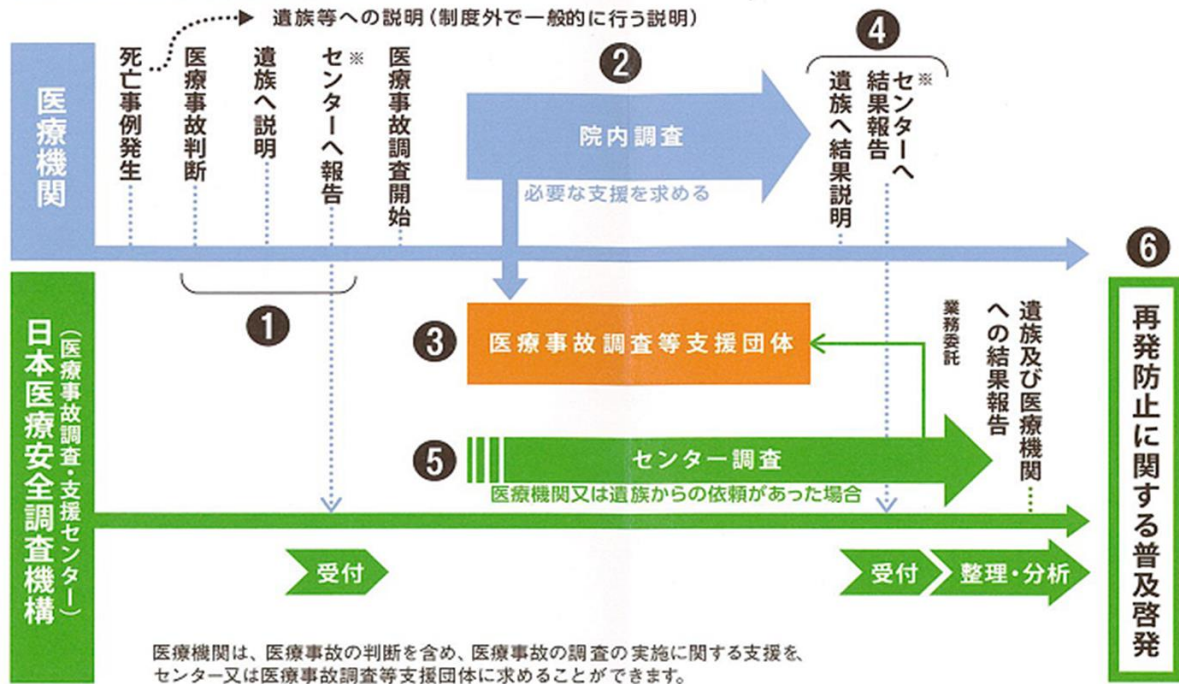 遺族等への説明（制度外で一般的に行う説明）
医療機関
死亡事例発生
医療事故判断
遺族へ説明
センターへ報告
※
医療事故調査開始
❷
院内調査
必要な支援を求める
❹
遺族へ結果説明
センターへ
結果報告
※
❶
❸
医療事故調査等支援団体
業務委託
日本医療安全調査機構
（医療事故調査・支援センター）
❺
センター調査
医療機関又は遺族からの依頼があった場合
遺族及び医療機関
への結果報告
受付
受付
整理・分析
❻
再発防止に関する普及啓発
医療機関は、医療事故の判断を含め、医療事故の調査の実施に関する支援を、
センター又は医療事故調査等支援団体に求めることができます。